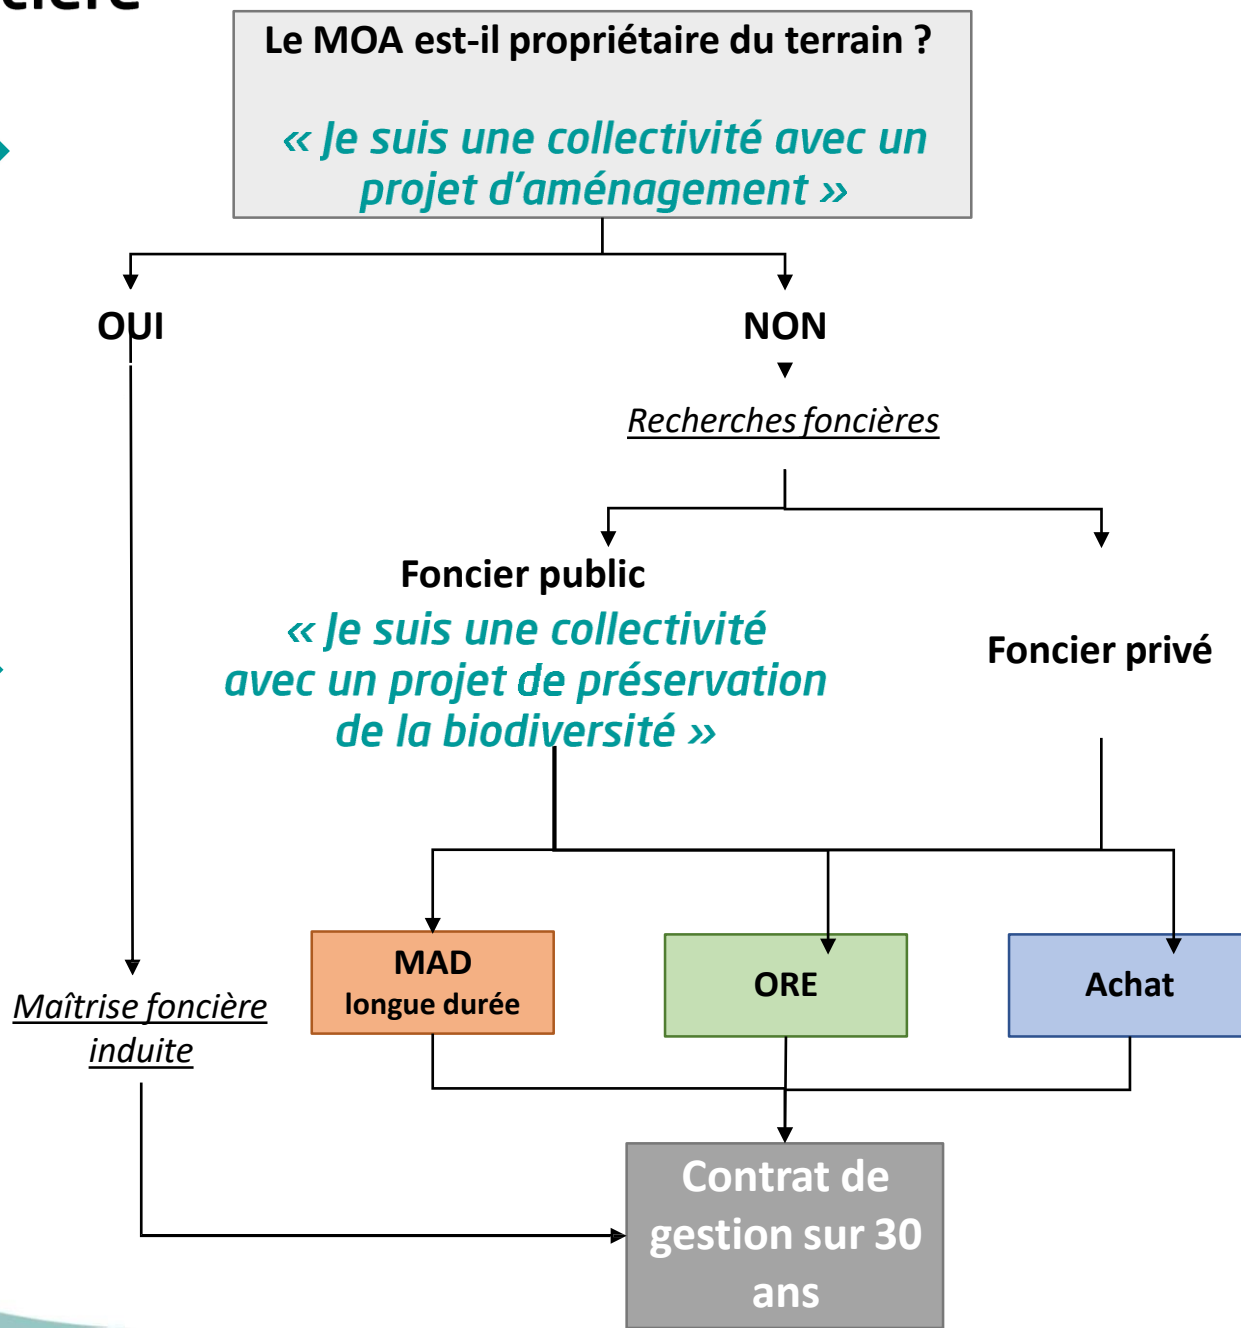 cière
Le MOA est-il propriétaire du terrain ?
« Je suis une collectivité avec un
projet d'aménagement »
OUI
NON
Recherches foncières
Foncier public
« Je suis une collectivité
avec un projet de préservation
de la biodiversité »
Foncier privé
MAD
longue durée
ORE
Achat
Maîtrise foncière
induite
Contrat de
gestion sur 30
ans